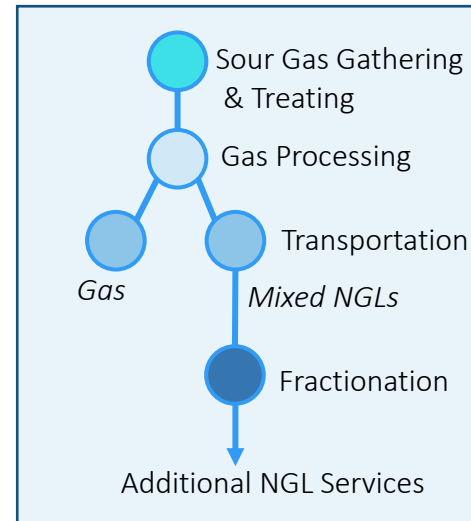 Sour Gas Gathering
& Treating
Gas Processing
Transportation
Gas
Mixed NGLs
Fractionation
Additional NGL Services